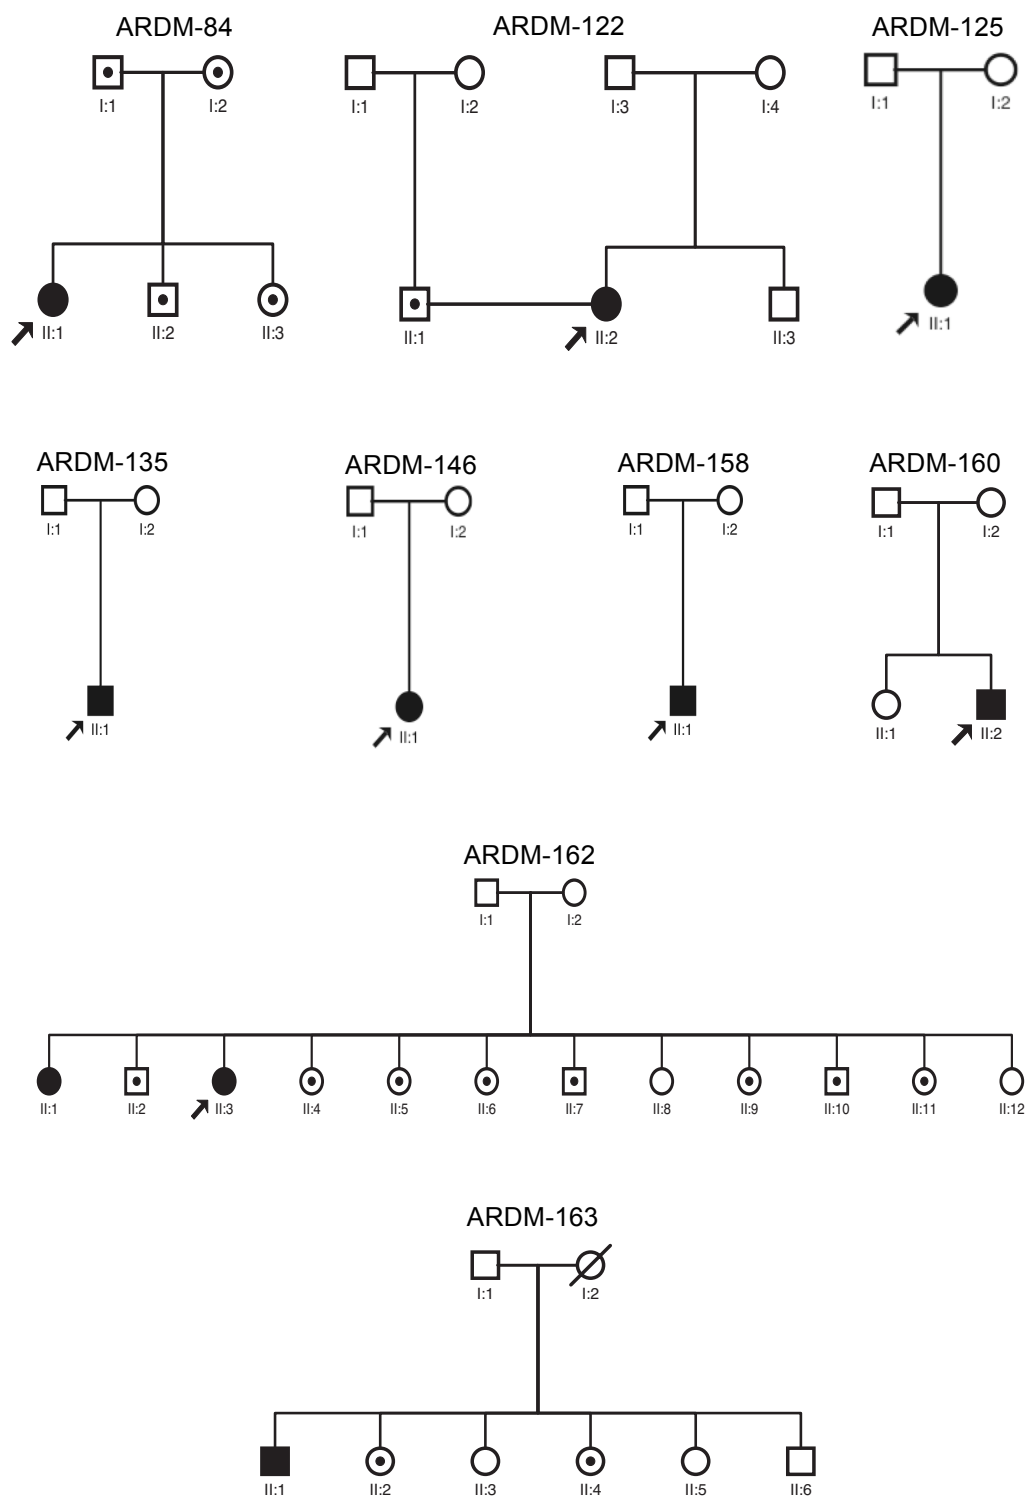 ARDM-84 ARDM-122 ARDM-125
I:1 I:2 I:1 I:2 I:3 I:4 I:1 I:2
II:1 II:2 II:3 II:1 II:2 II:3 II:1
ARDM-135 ARDM-146 ARDM-158 ARDM-160
I:1 I:2 I:1 I:2 I:1 I:2 I:1 I:2
II:1 II:1 II:1 II:1 II:2
ARDM-162
I:1 I:2
II:1 II:2 II:3 II:4 II:5 II:6 II:7 II:8 II:9 II:10 II:11 II:12
ARDM-163
I:1 I:2
II:1 II:2 II:3 II:4 II:5 II:6